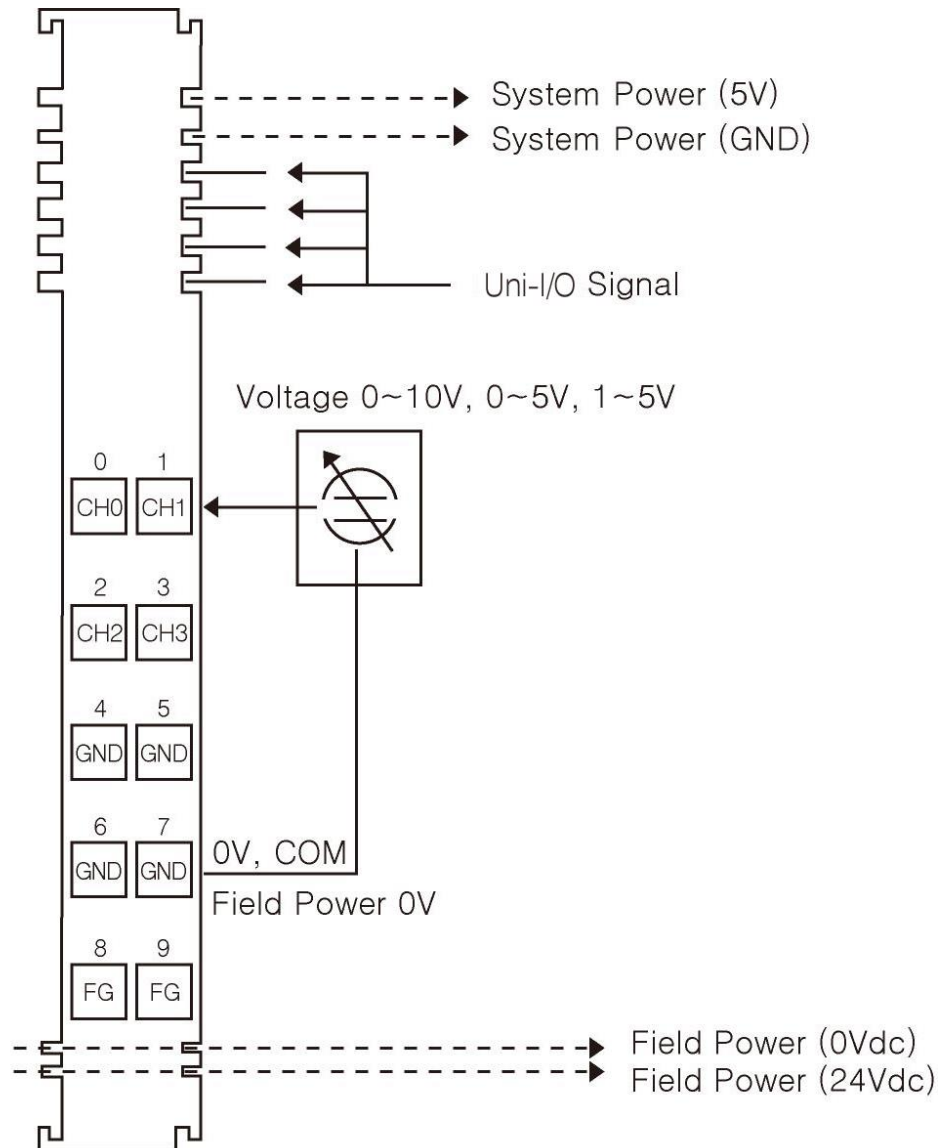 System Power (5V)
System Power (GND)
Uni-I/O Signal
Voltage 0~10V, 0~5V, 1~5V
0 1
CH0 CH1
2 3
CH2 CH3
4 5
GND GND
6 7
GND GND
0V, COM
Field Power 0V
8 9
FG FG
Field Power (0Vdc)
Field Power (24Vdc)